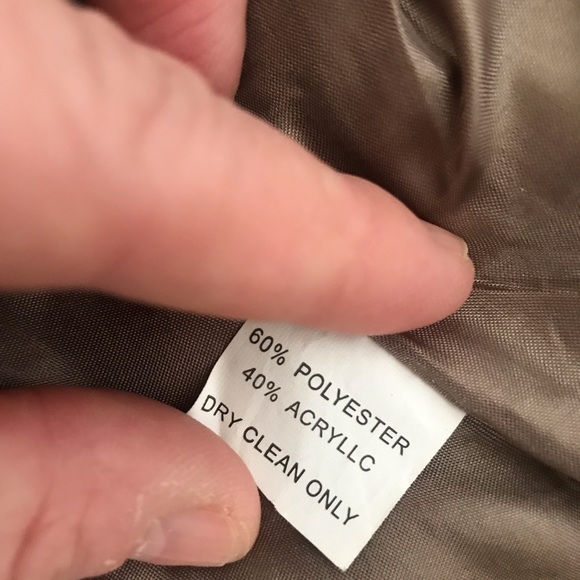 60% POLYESTER
40% ACRYLLC
DRY CLEAN ONLY